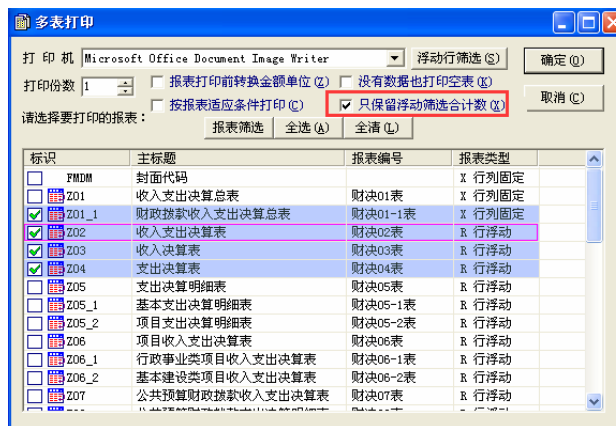 多表打印
打 印 机 Microsoft Office Document Image Writer 浮动行筛选(S) 确定(O)
打印份数 1 报表打印前转换金额单位(Z) 没有数据也打印空表(K)
按报表适应条件打印(C) 只保留浮动筛选合计数(X) 取消(C)
请选择要打印的报表： 报表筛选 全选(A) 全清(L)
标识 主标题 报表编号 报表类型
FMDM 封面代码 X 行列固定
Z01 收入支出决算总表 财决01表 X 行列固定
Z01_1 财政拨款收入支出决算总表 财决01-1表 X 行列固定
Z02 收入支出决算表 财决02表 R 行浮动
Z03 收入决算表 财决03表 R 行浮动
Z04 支出决算表 财决04表 R 行浮动
Z05 支出决算明细表 财决05表 R 行浮动
Z05_1 基本支出决算明细表 财决05-1表 R 行浮动
Z05_2 项目支出决算明细表 财决05-2表 R 行浮动
Z06 项目收入支出决算表 财决06表 R 行浮动
Z06_1 行政事业类项目收入支出决算表 财决06-1表 R 行浮动
Z06_2 基本建设类项目收入支出决算表 财决06-2表 R 行浮动
Z07 公共预算财政拨款收入支出决算表 财决07表 R 行浮动